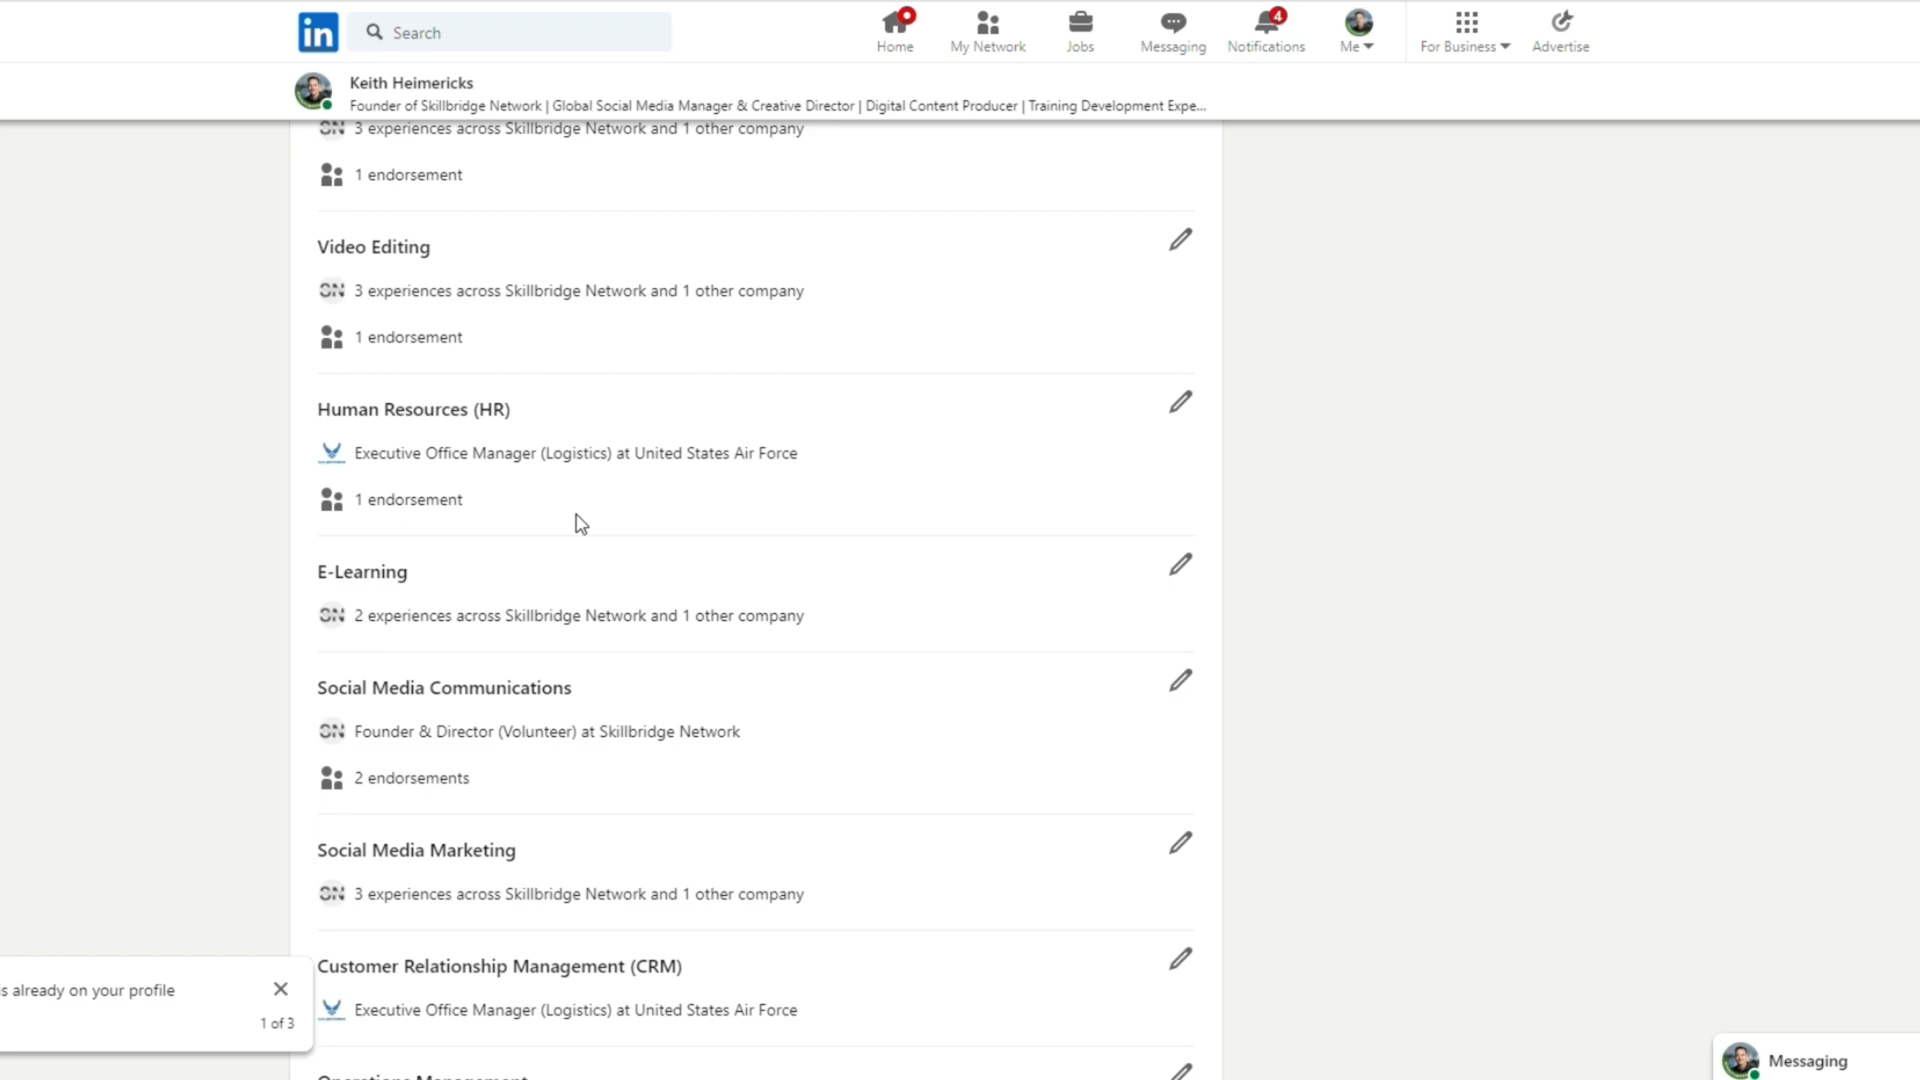 in
Search
Home
My Network
Jobs
Messaging
4
Notifications
Me
For Business
Advertise
Keith Heimericks
Founder of Skillbridge Network | Global Social Media Manager & Creative Director | Digital Content Producer | Training Development Expe...
3 experiences across Skillbridge Network and 1 other company
1 endorsement
Video Editing
3 experiences across Skillbridge Network and 1 other company
1 endorsement
Human Resources (HR)
Executive Office Manager (Logistics) at United States Air Force
1 endorsement
E-Learning
2 experiences across Skillbridge Network and 1 other company
Social Media Communications
Founder & Director (Volunteer) at Skillbridge Network
2 endorsements
Social Media Marketing
3 experiences across Skillbridge Network and 1 other company
Customer Relationship Management (CRM)
s already on your profile
Executive Office Manager (Logistics) at United States Air Force
1 of 3
Operations Management
Messaging